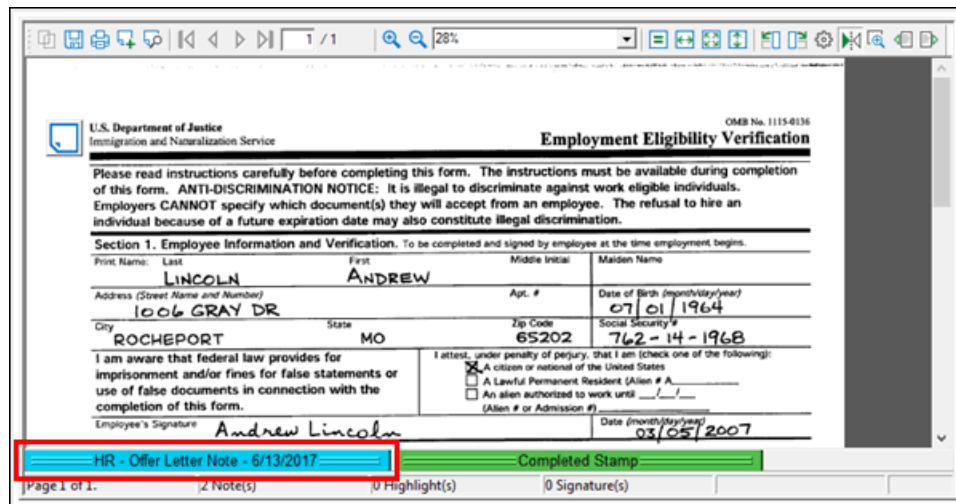 1 / 1 28%
OMB No. 1115-0136
U.S. Department of Justice
Immigration and Naturalization Service
Employment Eligibility Verification
Please read instructions carefully before completing this form. The instructions must be available during completion
of this form. ANTI-DISCRIMINATION NOTICE: It is illegal to discriminate against work eligible individuals.
Employers CANNOT specify which document(s) they will accept from an employee. The refusal to hire an
individual because of a future expiration date may also constitute illegal discrimination.
Section 1. Employee Information and Verification. To be completed and signed by employee at the time employment begins.
Print Name: Last First Middle Initial Maiden Name
LINCOLN ANDREW
Address (Street Name and Number) Apt. # Date of Birth (month/day/year)
1006 GRAY DR 07/01/1964
City State Zip Code Social Security #
ROCHEPORT MO 65202 762-14-1968
I am aware that federal law provides for
imprisonment and/or fines for false statements or
use of false documents in connection with the
completion of this form.
I attest, under penalty of perjury, that I am (check one of the following):
A citizen or national of the United States
A Lawful Permanent Resident (Alien # A
An alien authorized to work until __/__/__
(Alien # or Admission #)
Employee's Signature Andrew Lincoln Date (month/day/year)
03/05/2007
HR - Offer Letter Note - 6/13/2017 Completed Stamp
Page 1 of 1. 2 Note(s) 0 Highlight(s) 0 Signature(s)